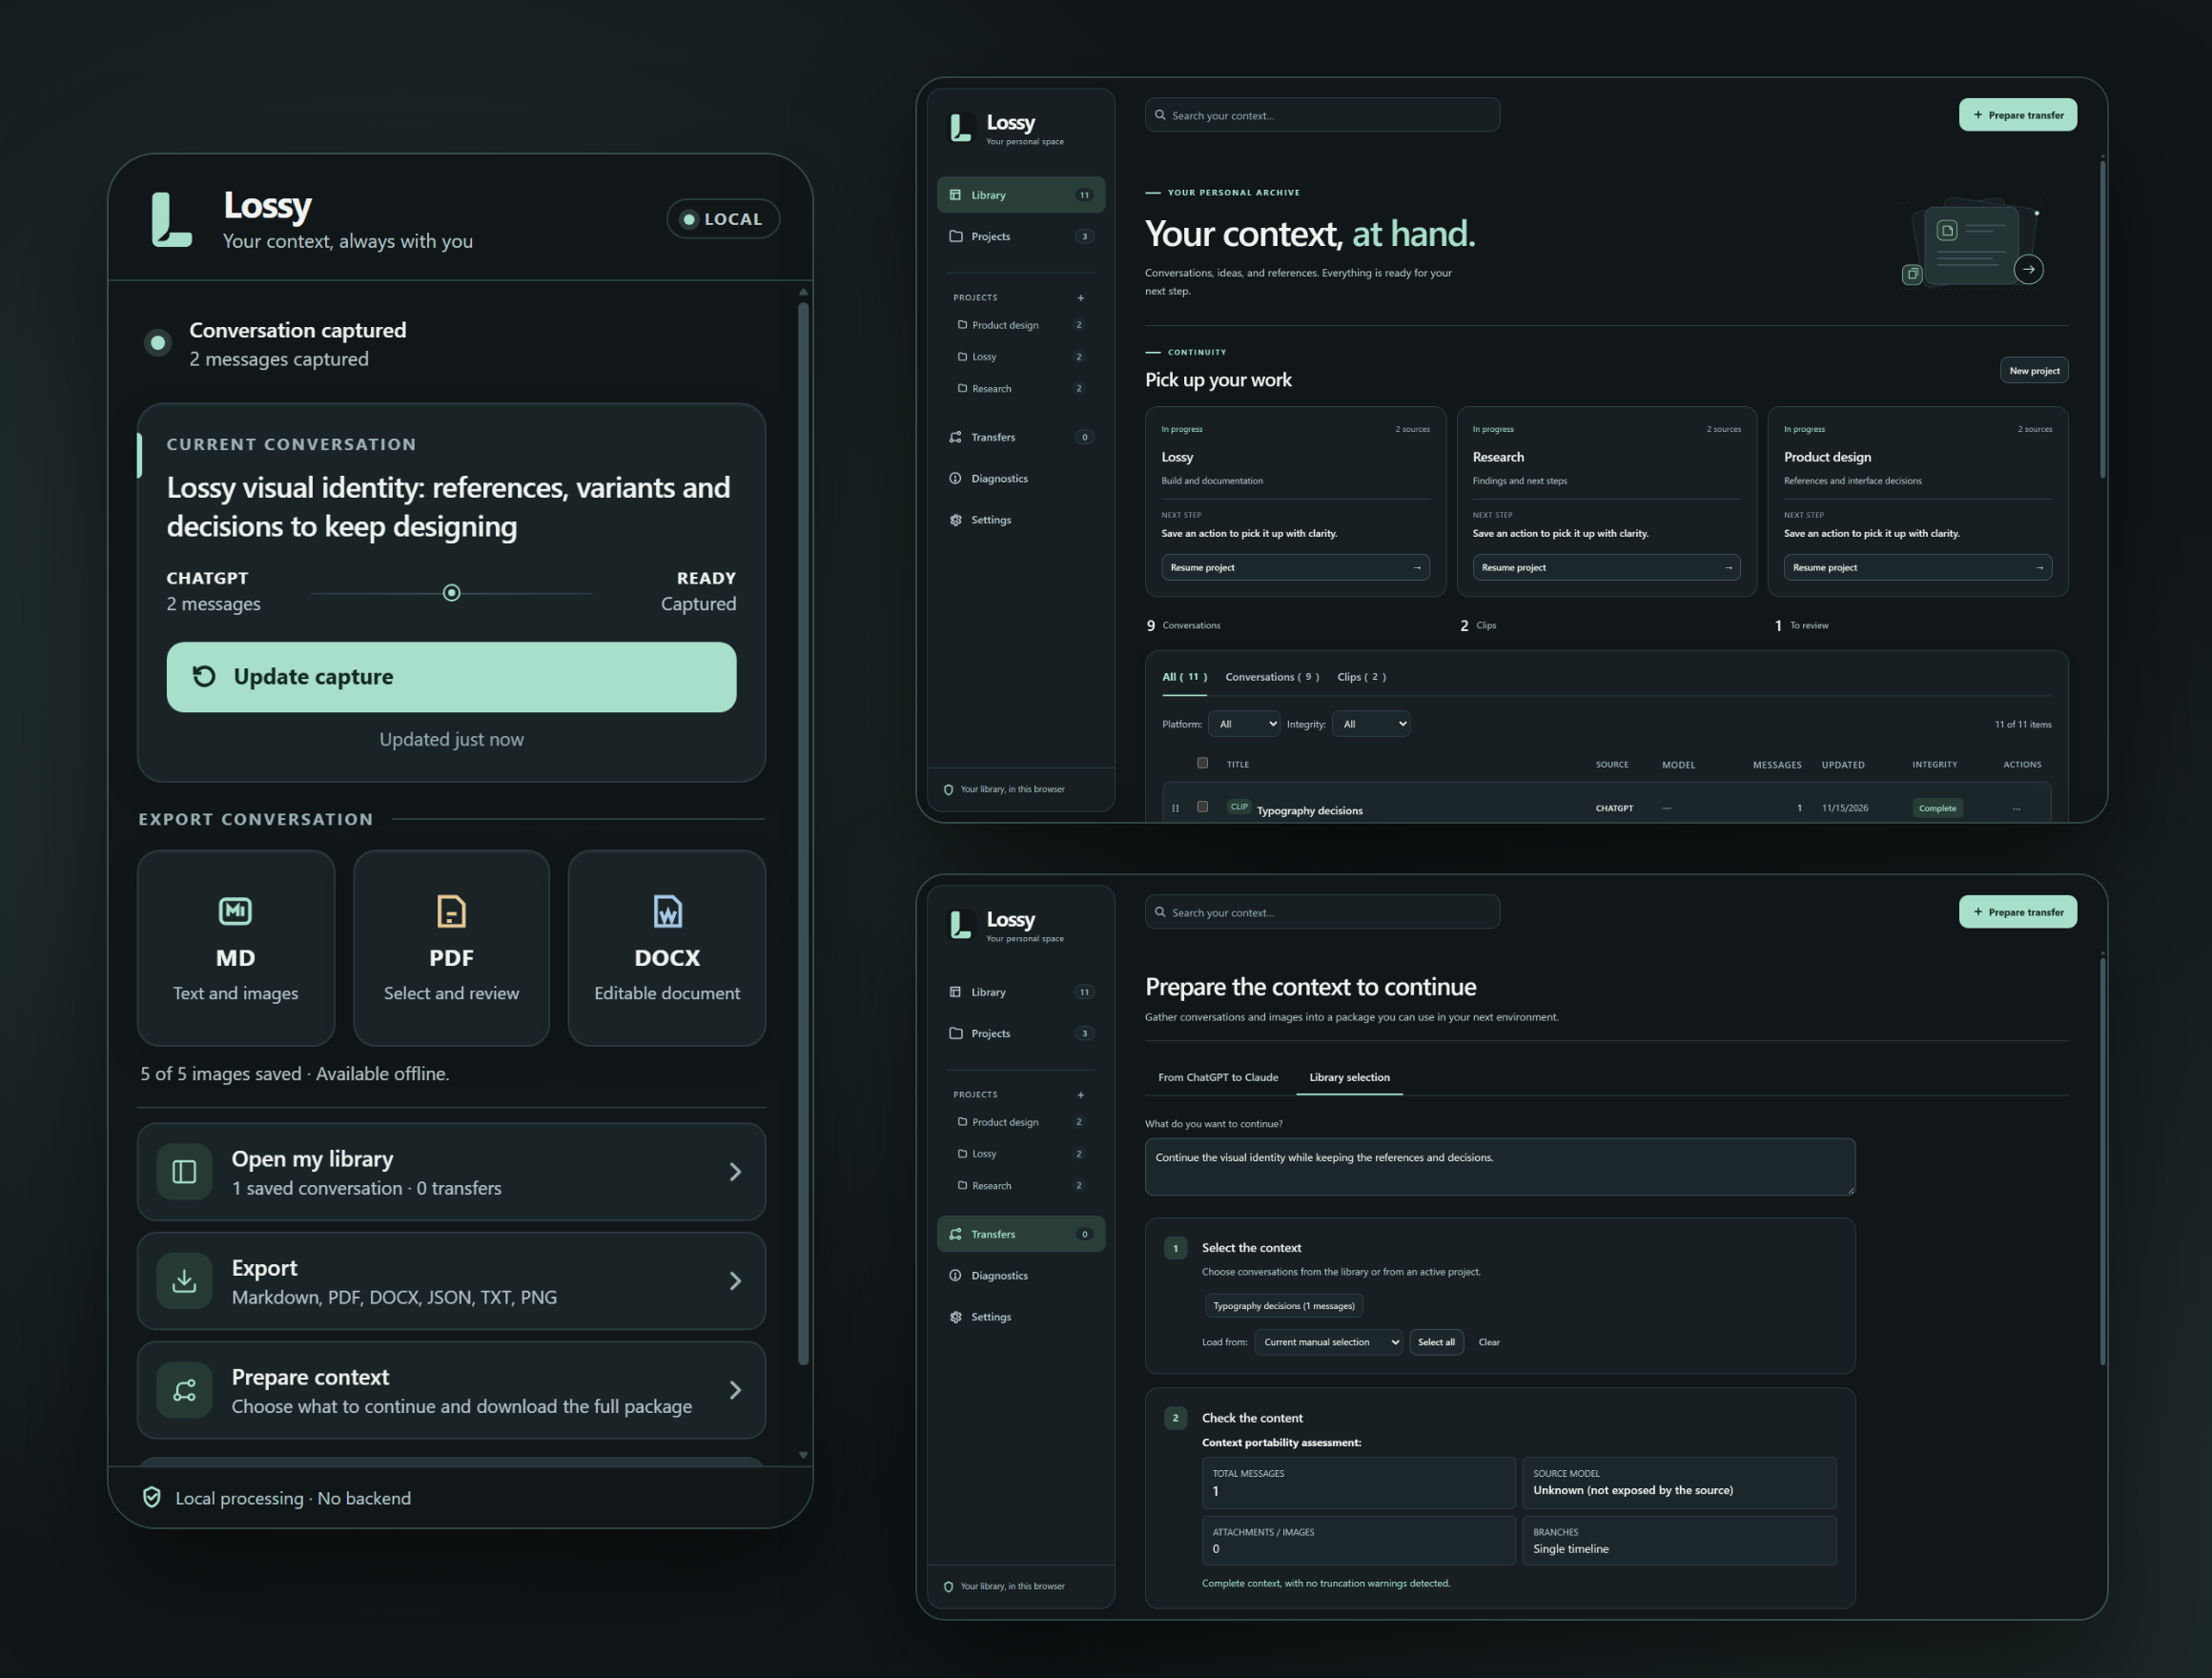 Lossy
Your context, always with you
LOCAL
Conversation captured
2 messages captured
CURRENT CONVERSATION
Lossy visual identity: references, variants and
decisions to keep designing
CHATGPT
READY
2 messages
Captured
Update capture
Updated just now
EXPORT CONVERSATION
MD
Text and images
PDF
Select and review
DOCX
Editable document
5 of 5 images saved · Available offline.
Open my library
1 saved conversation · 0 transfers
Export
Markdown, PDF, DOCX, JSON, TXT, PNG
Prepare context
Choose what to continue and download the full package
Local processing · No backend
Lossy
Your personal space
Library 11
Projects 3
PROJECTS +
Product design 2
Lossy 2
Research 2
Transfers 0
Diagnostics
Settings
Your library, in this browser
Search your context...
+ Prepare transfer
YOUR PERSONAL ARCHIVE
Your context, at hand.
Conversations, ideas, and references. Everything is ready for your
next step.
CONTINUITY
Pick up your work
New project
In progress 2 sources
Lossy
Build and documentation
NEXT STEP
Save an action to pick it up with clarity.
Resume project →
In progress 2 sources
Research
Findings and next steps
NEXT STEP
Save an action to pick it up with clarity.
Resume project →
In progress 2 sources
Product design
References and interface decisions
NEXT STEP
Save an action to pick it up with clarity.
Resume project →
9 Conversations
2 Clips
1 To review
All ( 11 ) Conversations ( 9 ) Clips ( 2 )
Platform: All Integrity: All 11 of 11 items
TITLE SOURCE MODEL MESSAGES UPDATED INTEGRITY ACTIONS
CLIP Typography decisions CHATGPT — 1 11/15/2026 Complete ...
Lossy
Your personal space
Library 11
Projects 3
PROJECTS +
Product design 2
Lossy 2
Research 2
Transfers 0
Diagnostics
Settings
Your library, in this browser
Search your context...
+ Prepare transfer
Prepare the context to continue
Gather conversations and images into a package you can use in your next environment.
From ChatGPT to Claude Library selection
What do you want to continue?
Continue the visual identity while keeping the references and decisions.
1 Select the context
Choose conversations from the library or from an active project.
Typography decisions (1 messages)
Load from: Current manual selection Select all Clear
2 Check the content
Context portability assessment:
TOTAL MESSAGES
1
SOURCE MODEL
Unknown (not exposed by the source)
ATTACHMENTS / IMAGES
0
BRANCHES
Single timeline
Complete context, with no truncation warnings detected.